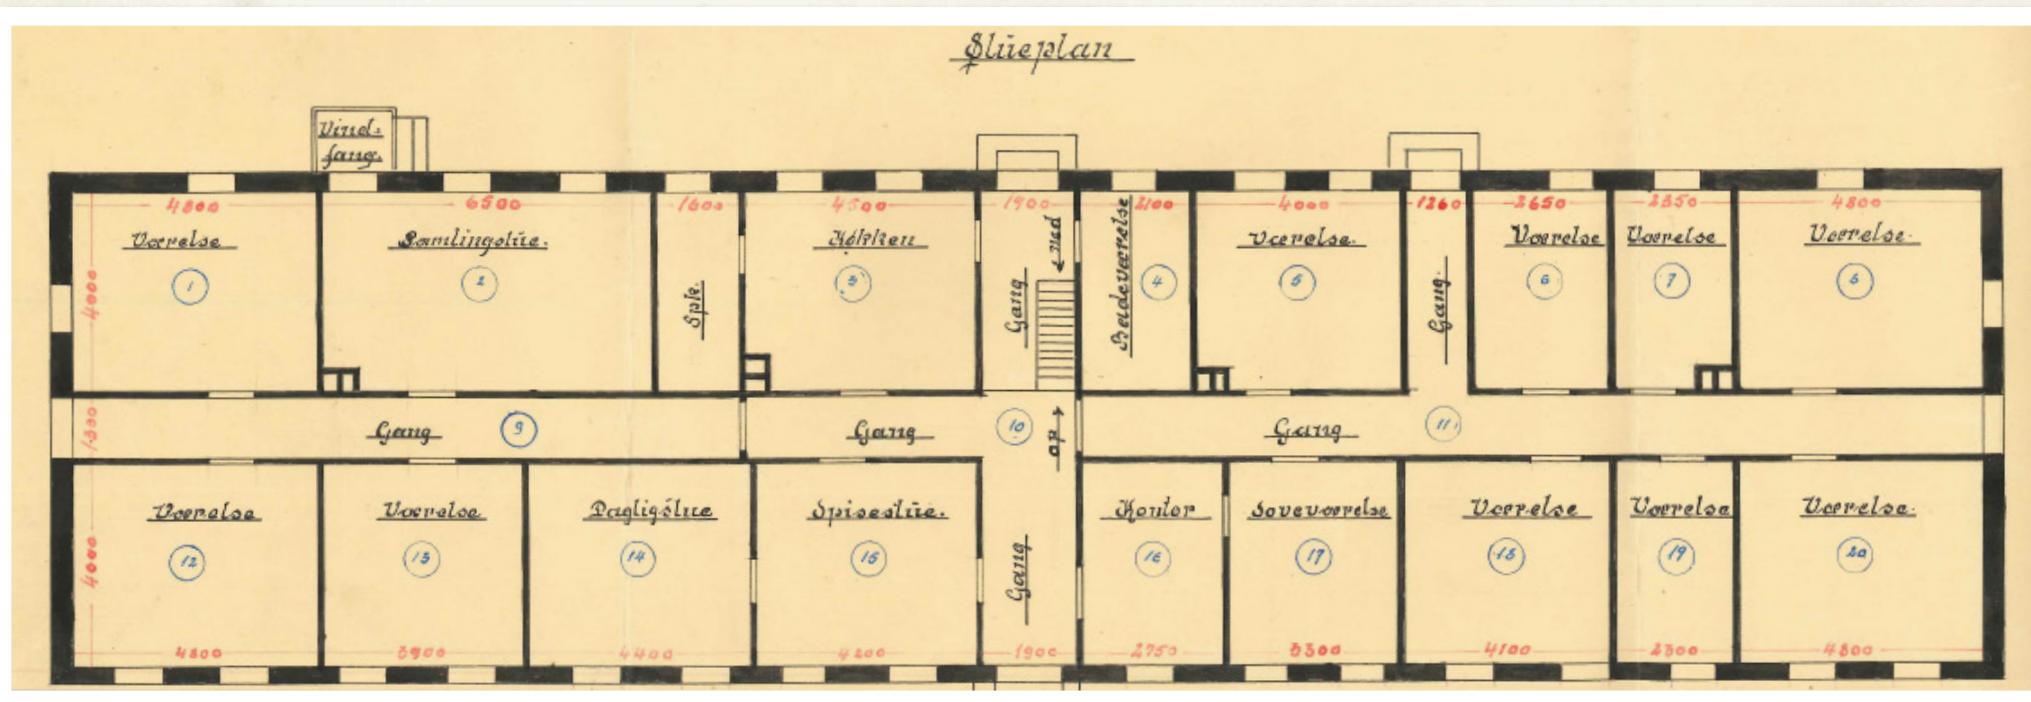 Stueplan
Vind-
fang.
4800
6500
1600
4500
1900
2100
4000
1260
2650
2350
4800
Værelse
Samlingstue.
Spk.
Køkken
Gang
ned
Badeværelse
Værelse.
Gang.
Værelse
Værelse
Værelse.
1
2
3
4
5
6
7
8
4000
1300
Gang
9
Gang
10
op
Gang
11
4000
Værelse
Værelse
Dagligstue
Spisestue.
Gang
Kontor
Soveværelse
Værelse
Værelse
Værelse.
12
13
14
15
16
17
18
19
20
4800
3900
4400
4200
1900
2750
3300
4100
2300
4800